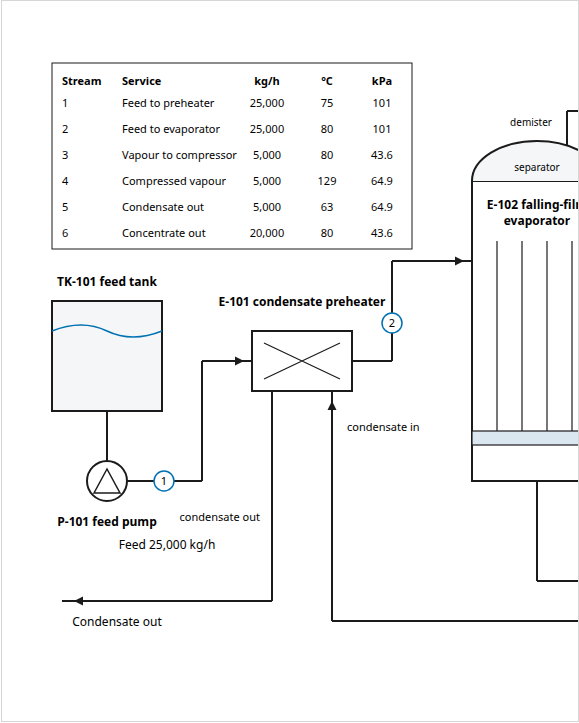 Stream Service kg/h °C kPa
1 Feed to preheater 25,000 75 101
2 Feed to evaporator 25,000 80 101
3 Vapour to compressor 5,000 80 43.6
4 Compressed vapour 5,000 129 64.9
5 Condensate out 5,000 63 64.9
6 Concentrate out 20,000 80 43.6
demister
separator
E-102 falling-film
evaporator
TK-101 feed tank
E-101 condensate preheater
2
condensate in
1
P-101 feed pump
condensate out
Feed 25,000 kg/h
Condensate out